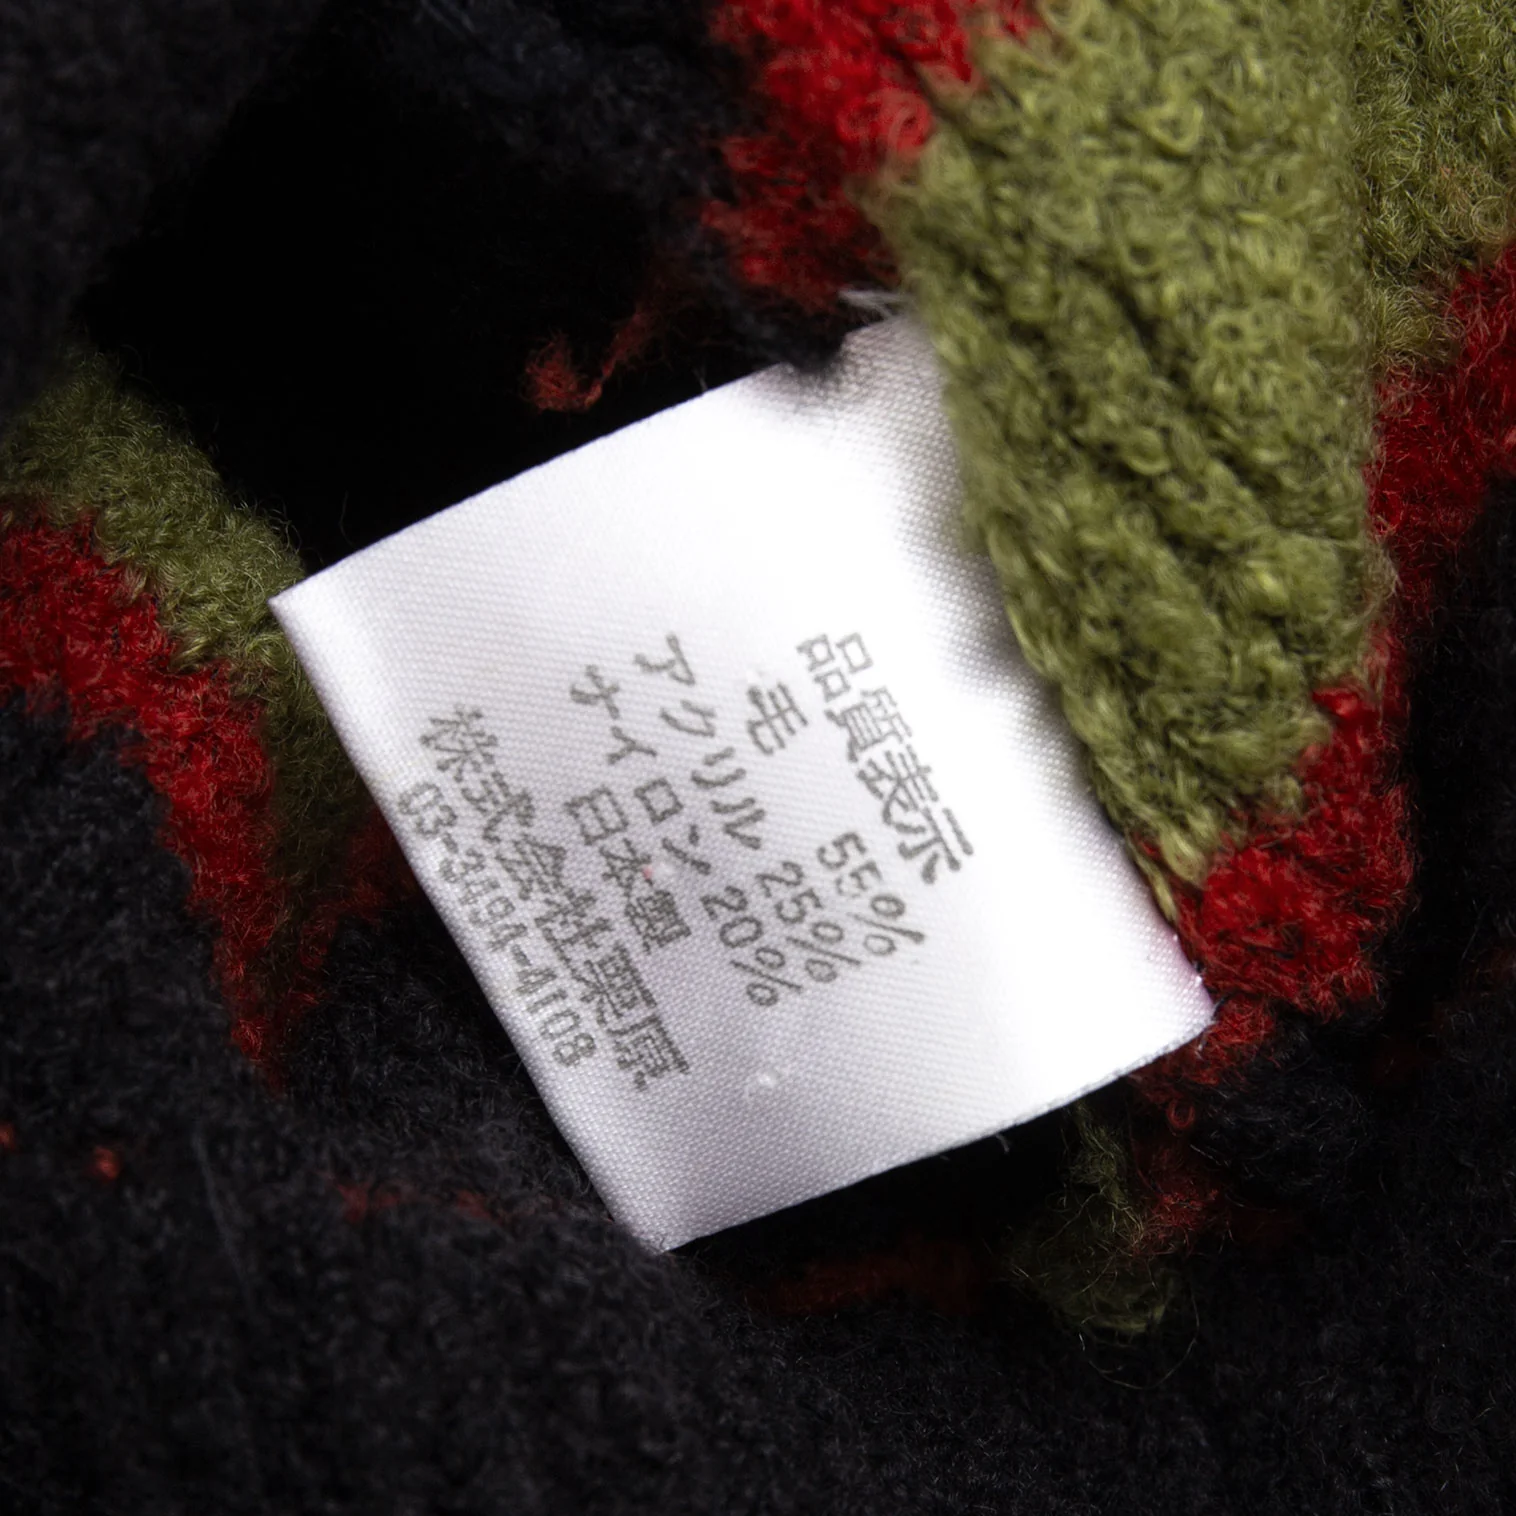 品質表示
毛 55%
アクリル 25%
ナイロン 20%
日本製
株式会社栗原
03-3494-4108